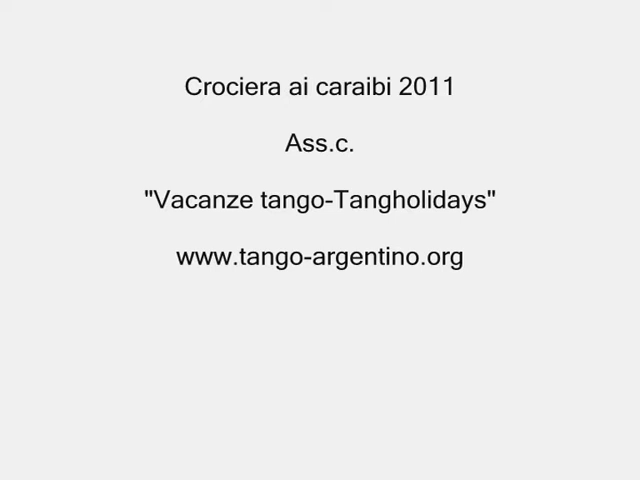 Crociera ai caraibi 2011
Ass.c.
"Vacanze tango-Tangholidays"
www.tango-argentino.org